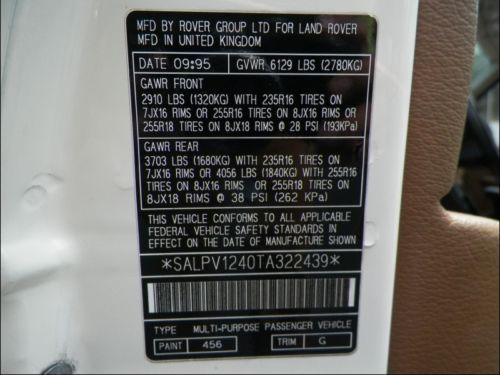 MFD BY ROVER GROUP LTD FOR LAND ROVER
MFD IN UNITED KINGDOM
DATE 09.95 GVWR 6129 LBS (2780KG)
GAWR FRONT
2910 LBS (1320KG) WITH 235R16 TIRES ON
7JX16 RIMS OR 255R16 TIRES ON 8JX16 RIMS OR
255R18 TIRES ON 8JX18 RIMS @ 28 PSI (193KPa)
GAWR REAR
3703 LBS (1680KG) WITH 235R16 TIRES ON
7JX16 RIMS OR 4056 LBS (1840KG) WITH 255R16
TIRES ON 8JX16 RIMS OR 255R18 TIRES ON
8JX18 RIMS @ 38 PSI (262 KPa)
THIS VEHICLE CONFORMS TO ALL APPLICABLE
FEDERAL VEHICLE SAFETY STANDARDS IN
EFFECT ON THE DATE OF MANUFACTURE SHOWN
*SALPV1240TA322439*
TYPE MULTI-PURPOSE PASSENGER VEHICLE
PAINT 456 TRIM G